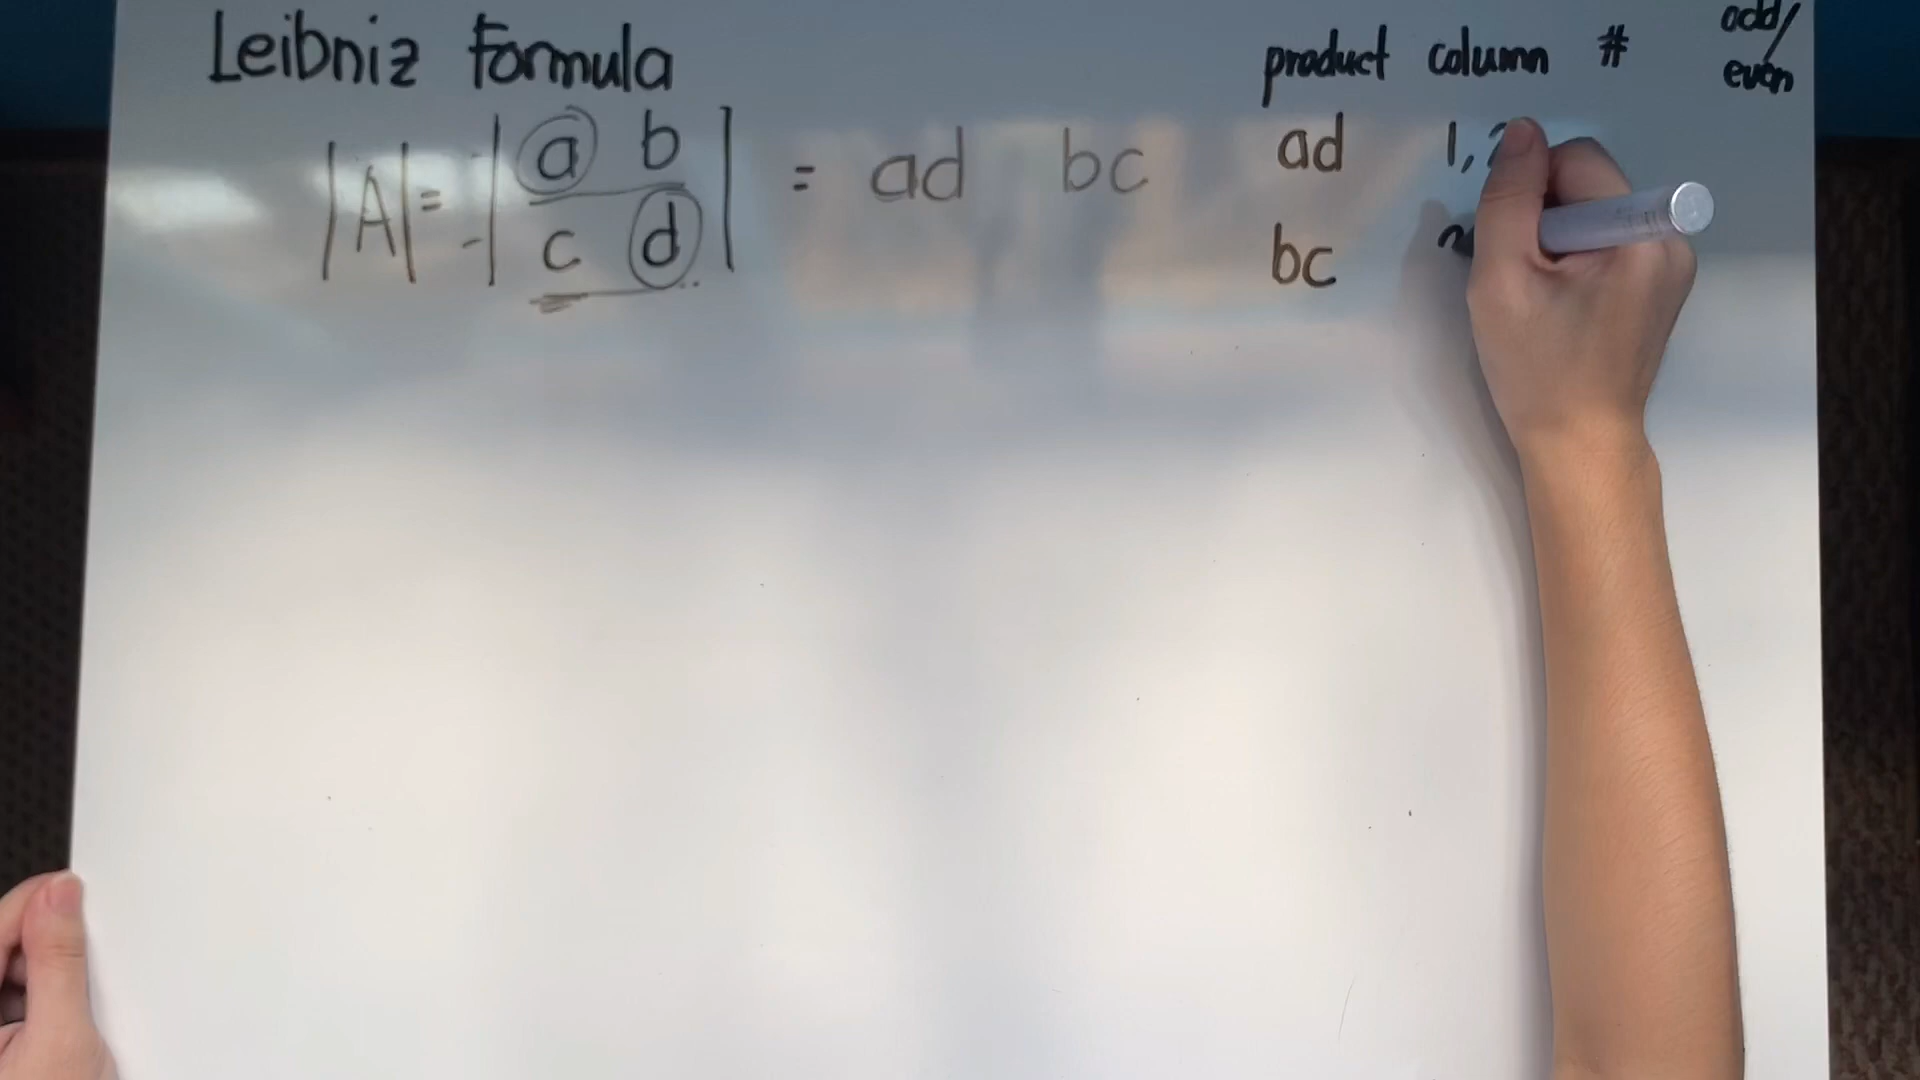 Leibniz Formula
product column # odd/even
|A| = |a b| = ad bc
|c d|
ad 1,
bc